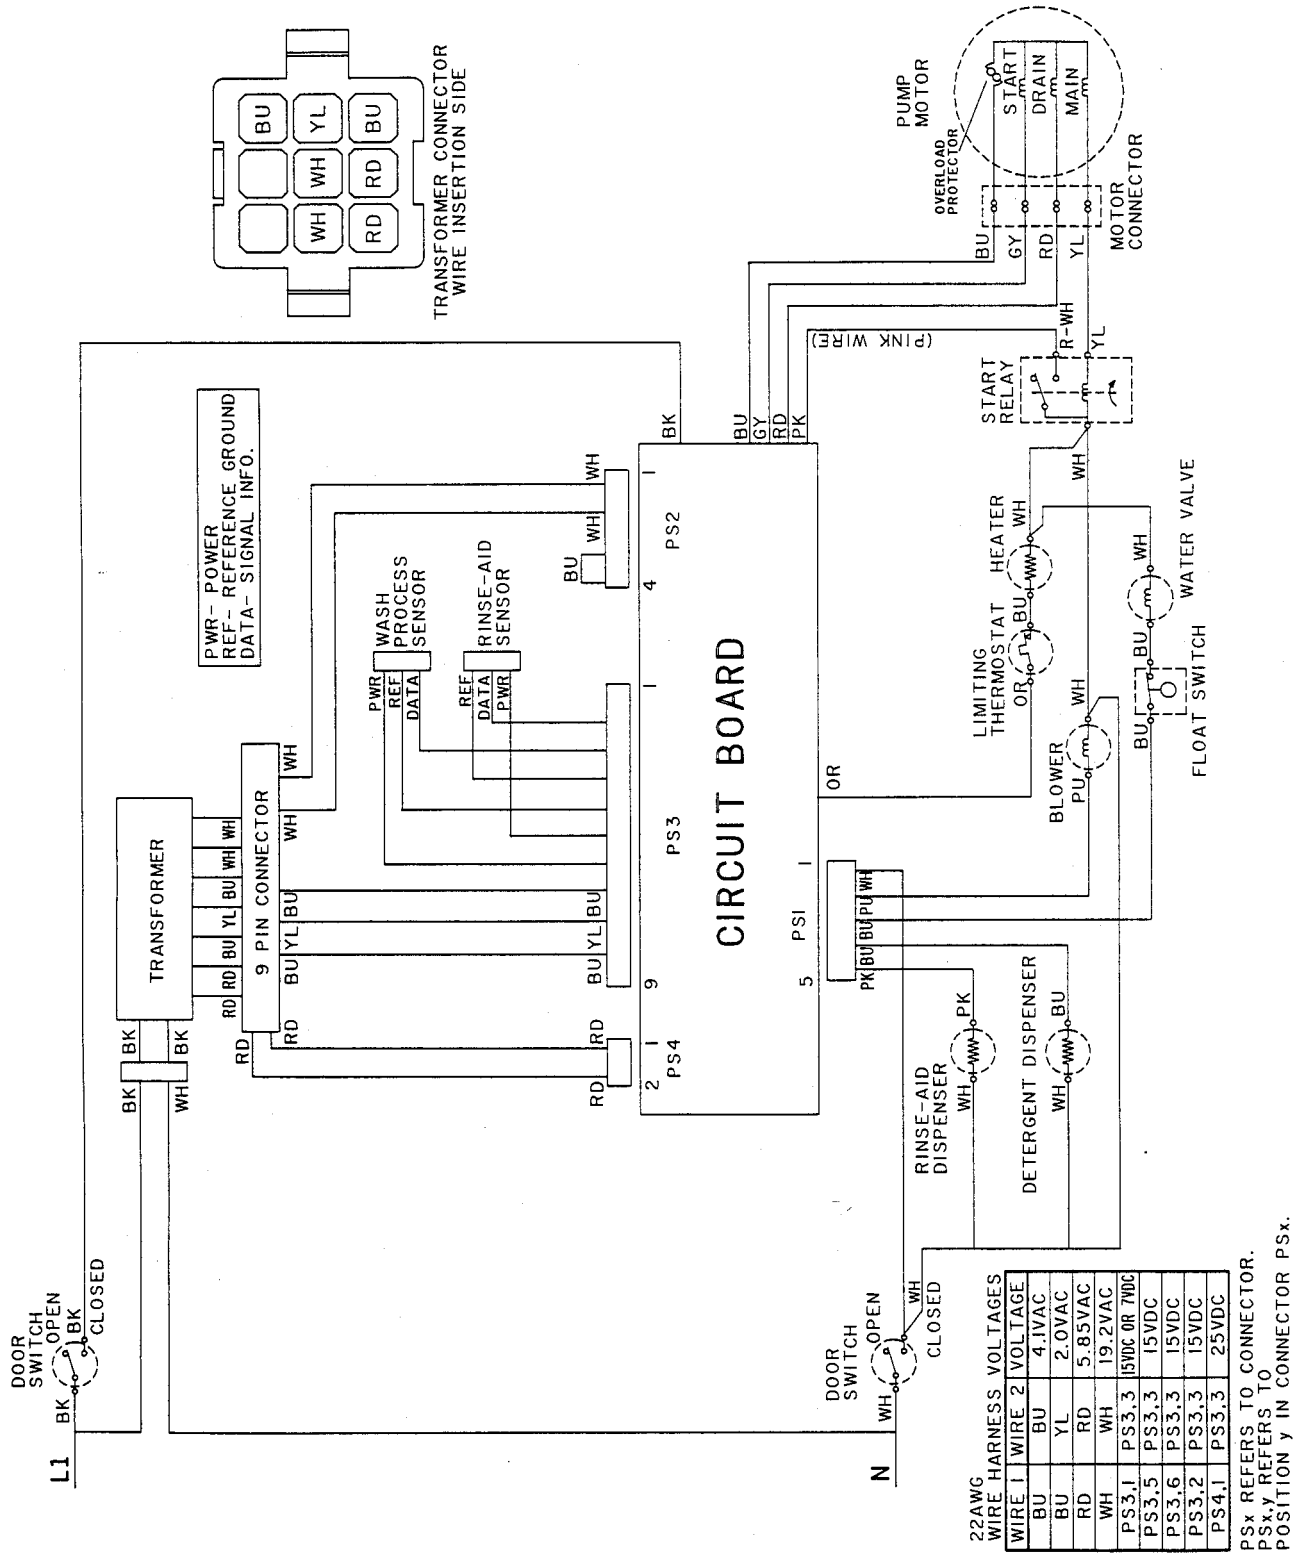 L1
BK
DOOR
SWITCH
OPEN
BK
CLOSED
BK
WH
BK
BK
TRANSFORMER
RD
RD
BU
YL
BU
WH
WH
9 PIN CONNECTOR
RD
RD
BU
YL
BU
WH
WH
PWR- POWER
REF- REFERENCE GROUND
DATA- SIGNAL INFO.
BU
YL
BU
WH
RD
WH
RD
TRANSFORMER CONNECTOR
WIRE INSERTION SIDE
PWR
REF
DATA
WASH
PROCESS
SENSOR
REF
DATA
PWR
RINSE-AID
SENSOR
RD
RD
BU
YL
BU
BU
WH
WH
2
1
PS4
9
PS3
1
4
PS2
1
BK
CIRCUIT BOARD
BU
GY
RD
PK
(PINK WIRE)
5
PS1
1
OR
PK
BU
BU
PU
WH
N
WH
DOOR
SWITCH
OPEN
WH
CLOSED
RINSE-AID
DISPENSER
WH
PK
DETERGENT DISPENSER
WH
BU
BLOWER
PU
WH
LIMITING
THERMOSTAT
OR
BU
HEATER
WH
WH
BU
BU
FLOAT SWITCH
WH
WATER VALVE
START
RELAY
R-WH
YL
BU
GY
RD
YL
MOTOR
CONNECTOR
OVERLOAD
PROTECTOR
PUMP
MOTOR
START
DRAIN
MAIN
22AWG
WIRE HARNESS VOLTAGES
WIRE 1 WIRE 2 VOLTAGE
BU BU 4.1VAC
BU YL 2.0VAC
RD RD 5.85VAC
WH WH 19.2VAC
PS3,1 PS3,3 15VDC OR 7VDC
PS3,5 PS3,3 15VDC
PS3,6 PS3,3 15VDC
PS3,2 PS3,3 15VDC
PS4,1 PS3,3 25VDC
PSx REFERS TO CONNECTOR.
PSx,y REFERS TO
POSITION y IN CONNECTOR PSx.